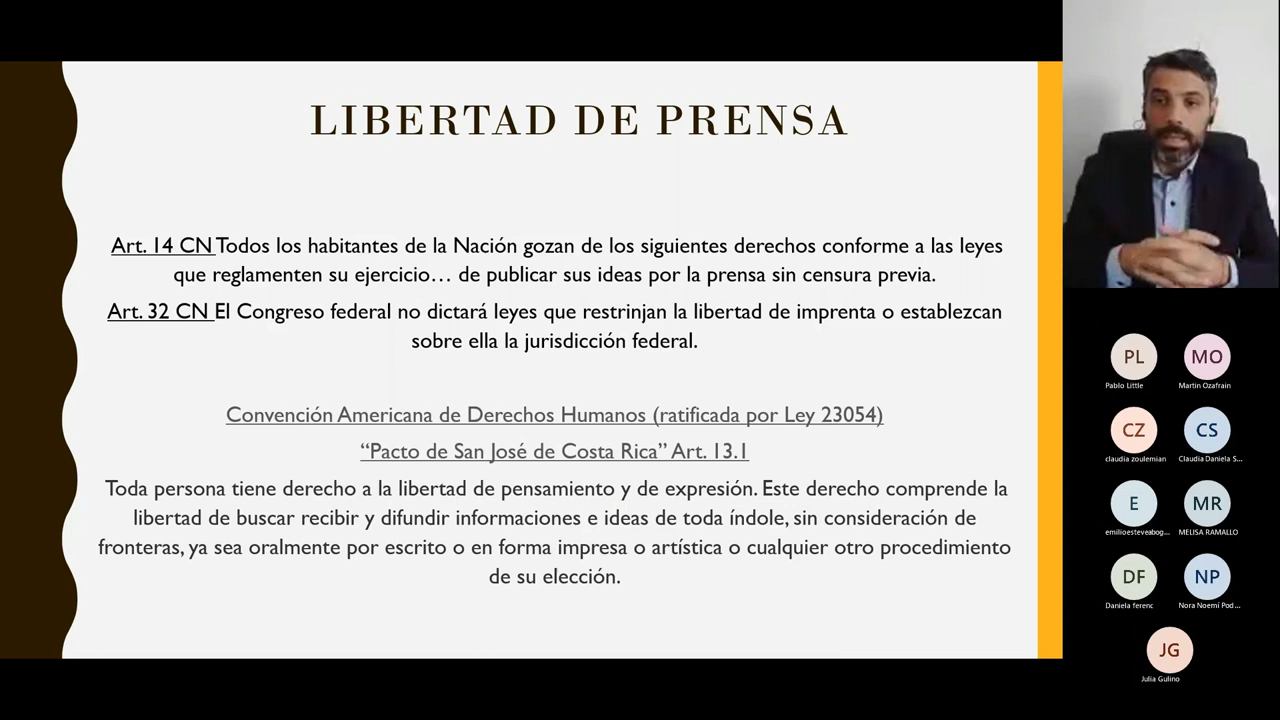 LIBERTAD DE PRENSA
Art. 14 CN Todos los habitantes de la Nación gozan de los siguientes derechos conforme a las leyes
que reglamenten su ejercicio… de publicar sus ideas por la prensa sin censura previa.
Art. 32 CN El Congreso federal no dictará leyes que restrinjan la libertad de imprenta o establezcan
sobre ella la jurisdicción federal.
Convención Americana de Derechos Humanos (ratificada por Ley 23054)
“Pacto de San José de Costa Rica” Art. 13.1
Toda persona tiene derecho a la libertad de pensamiento y de expresión. Este derecho comprende la
libertad de buscar recibir y difundir informaciones e ideas de toda índole, sin consideración de
fronteras, ya sea oralmente por escrito o en forma impresa o artística o cualquier otro procedimiento
de su elección.
PL MO
Pablo Little Martin Ozafrain
CZ CS
claudia zoulemian Claudia Daniela S...
E MR
emilioesteveabog... MELISA RAMALLO
DF NP
Daniela ferenc Nora Noemi Pod...
JG
Julia Gulino